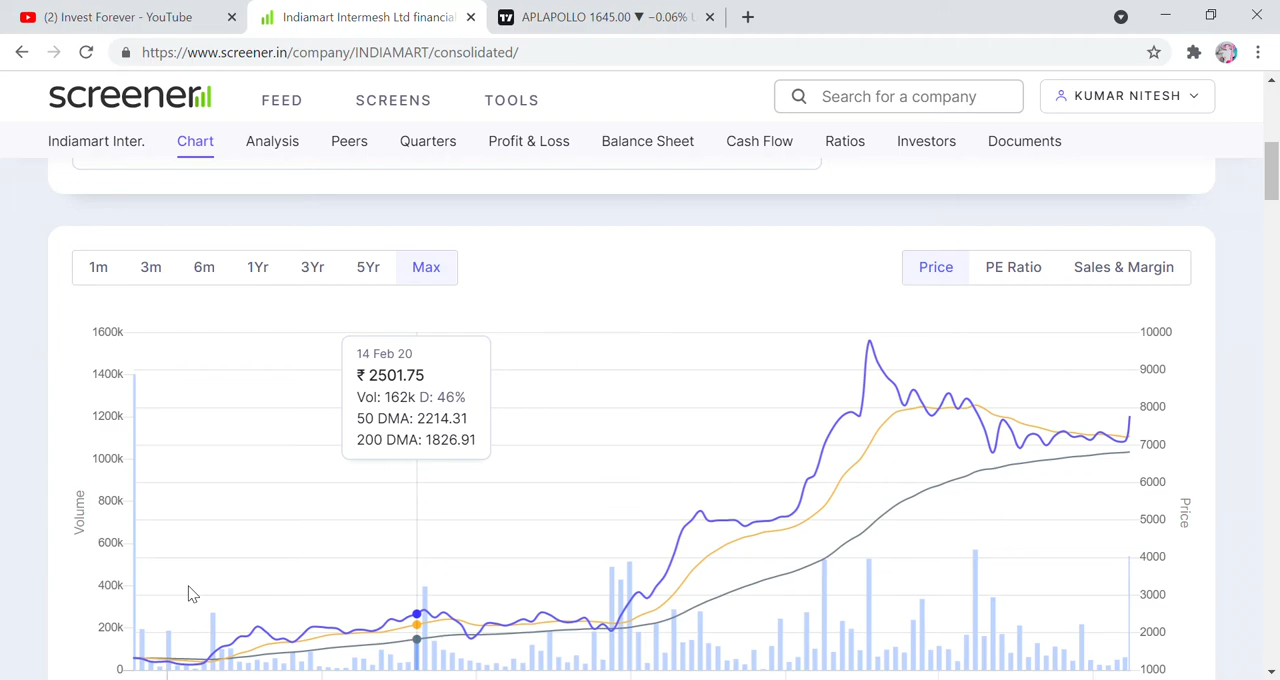 (2) Invest Forever - YouTube
Indiamart Intermesh Ltd financial
APLAPOLLO 1645.00 ▼ −0.06%
https://www.screener.in/company/INDIAMART/consolidated/
screener
FEED
SCREENS
TOOLS
Search for a company
KUMAR NITESH
Indiamart Inter.
Chart
Analysis
Peers
Quarters
Profit & Loss
Balance Sheet
Cash Flow
Ratios
Investors
Documents
1m
3m
6m
1Yr
3Yr
5Yr
Max
Price
PE Ratio
Sales & Margin
1600k
1400k
1200k
1000k
800k
600k
400k
200k
0
Volume
14 Feb 20
₹ 2501.75
Vol: 162k D: 46%
50 DMA: 2214.31
200 DMA: 1826.91
10000
9000
8000
7000
6000
5000
4000
3000
2000
1000
Price